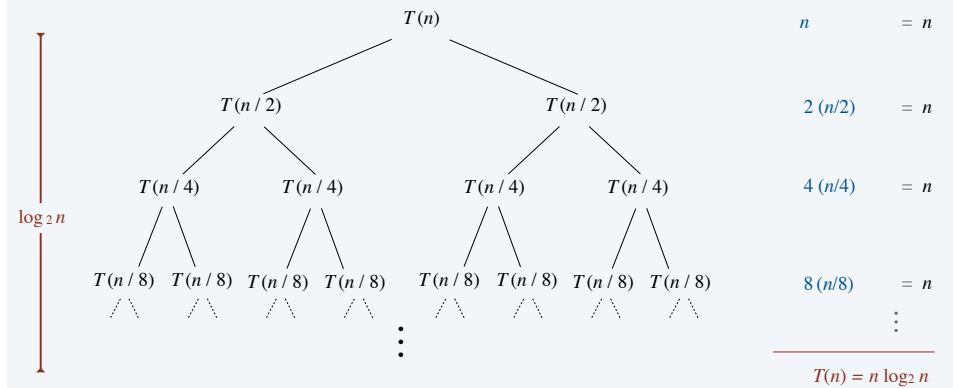 T(n) n = n
T(n / 2) T(n / 2) 2 (n/2) = n
T(n / 4) T(n / 4) T(n / 4) T(n / 4) 4 (n/4) = n
log₂ n
T(n / 8) T(n / 8) T(n / 8) T(n / 8) T(n / 8) T(n / 8) T(n / 8) T(n / 8) 8 (n/8) = n
⋮ ⋮
T(n) = n log₂ n